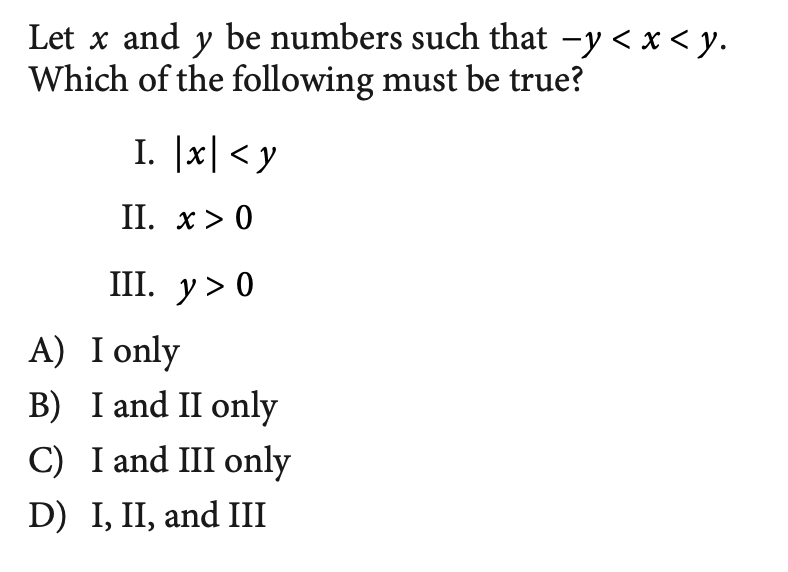 Let x and y be numbers such that −y < x < y.
Which of the following must be true?
I. |x| < y
II. x > 0
III. y > 0
A) I only
B) I and II only
C) I and III only
D) I, II, and III